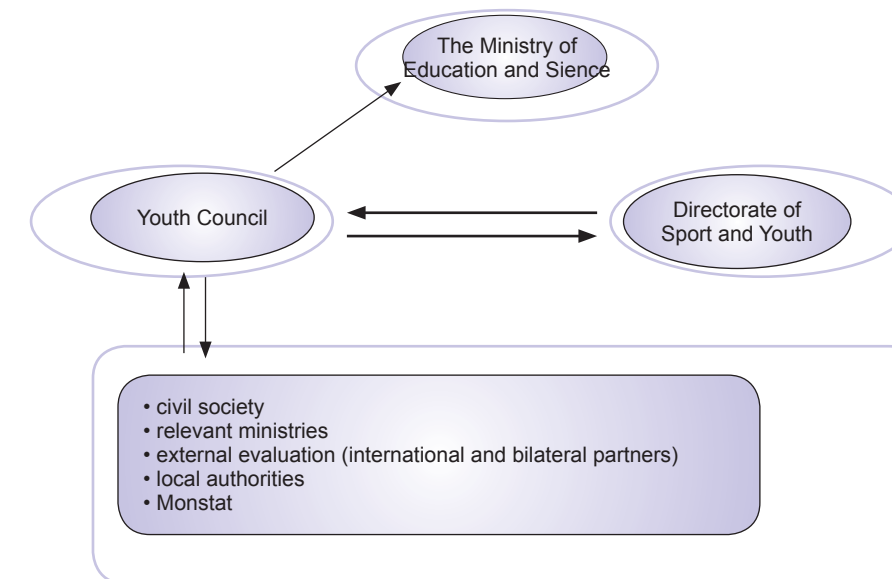 The Ministry of
Education and Sience
Youth Council
Directorate of
Sport and Youth
• civil society
• relevant ministries
• external evaluation (international and bilateral partners)
• local authorities
• Monstat